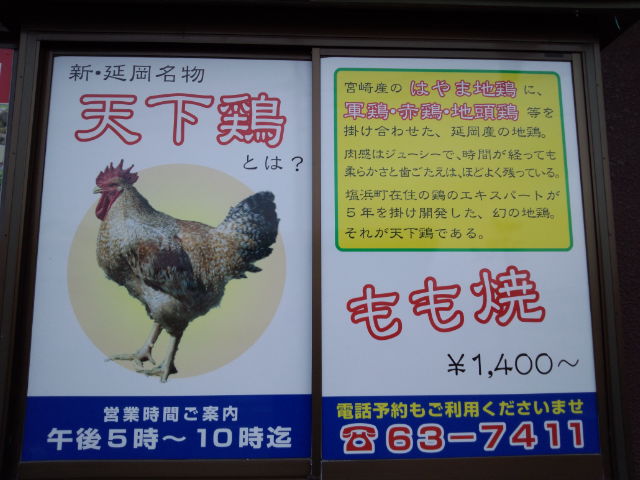 新・延岡名物
天下鶏
とは？
営業時間ご案内
午後5時〜10時迄
宮崎産の はやま地鶏 に、
軍鶏・赤鶏・地頭鶏 等を
掛け合わせた、延岡産の地鶏。
肉感はジューシーで、時間が経っても
柔らかさと歯ごたえは、ほどよく残っている。
塩浜町在住の鶏のエキスパートが
5年を掛け開発した、幻の地鶏。
それが天下鶏である。
もも焼
￥1,400〜
電話予約もご利用くださいませ
☎63-7411